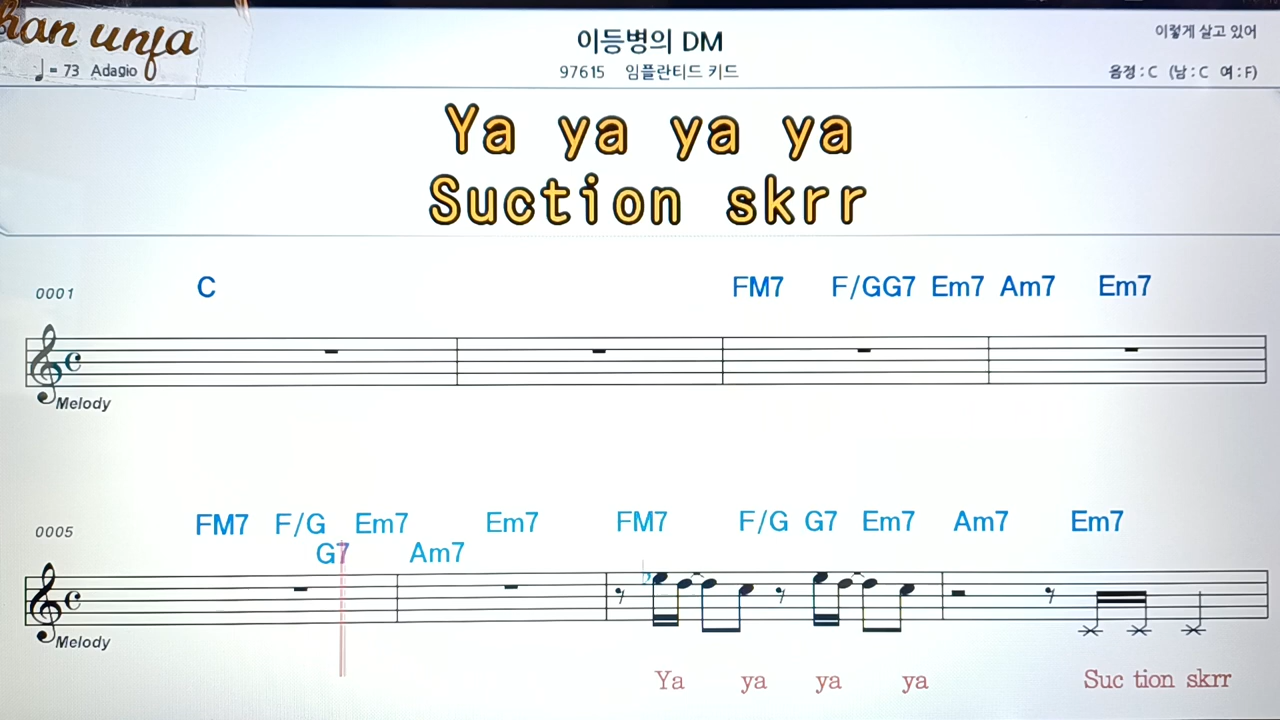 han unfa
♩= 73 Adagio
이등병의 DM
97615 임플란티드 키드
이렇게 살고 있어
음정 : C (남 : C 여 : F)
Ya ya ya ya
Suction skrr
0001
C FM7 F/GG7 Em7 Am7 Em7
Melody
0005
FM7 F/G Em7 Em7 FM7 F/G G7 Em7 Am7 Em7
G7 Am7
Melody
Ya ya ya ya Suc tion skrr